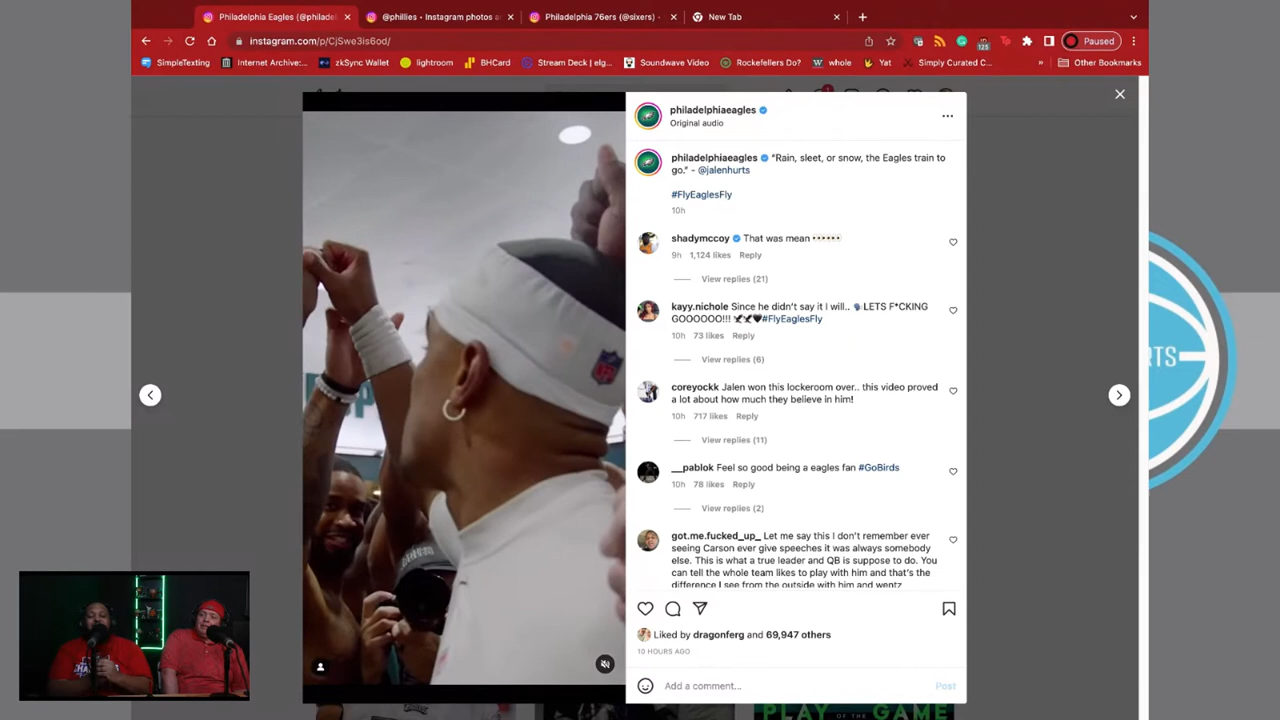 Philadelphia Eagles (@philadel
@phillies • Instagram photos a
Philadelphia 76ers (@sixers) •
New Tab
instagram.com/p/CjSwe3is6od/
Paused
SimpleTexting
Internet Archive:...
zkSync Wallet
lightroom
BHCard
Stream Deck | elg...
Soundwave Video
Rockefellers Do?
whole
Yat
Simply Curated C...
»
Other Bookmarks
philadelphiaeagles
Original audio
philadelphiaeagles "Rain, sleet, or snow, the Eagles train to
go." - @jalenhurts
#FlyEaglesFly
10h
shadymccoy That was mean 👀👀👀
9h 1,124 likes Reply
View replies (21)
kayy.nichole Since he didn't say it I will.. 🗣LETS F*CKING
GOOOOOO!!! 🦅🦅🖤#FlyEaglesFly
10h 73 likes Reply
View replies (6)
coreyockk Jalen won this lockeroom over.. this video proved
a lot about how much they believe in him!
10h 717 likes Reply
View replies (11)
__pablok Feel so good being a eagles fan #GoBirds
10h 78 likes Reply
View replies (2)
got.me.fucked_up_ Let me say this I don't remember ever
seeing Carson ever give speeches it was always somebody
else. This is what a true leader and QB is suppose to do. You
can tell the whole team likes to play with him and that's the
difference I see from the outside with him and wentz
Liked by dragonferg and 69,947 others
10 HOURS AGO
Add a comment...
Post
PLAY OF THE GAME
RTS
NFL